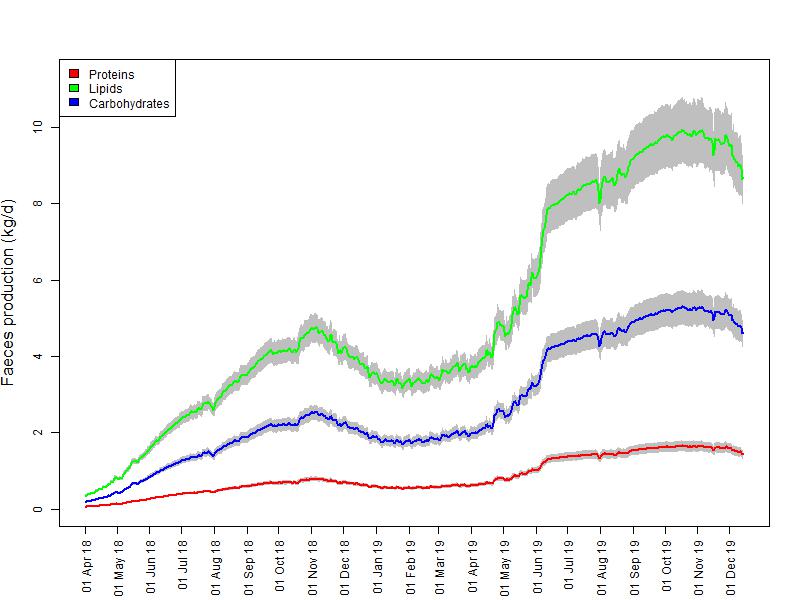 Proteins
Lipids
Carbohydrates
Faeces production (kg/d)
10
8
6
4
2
0
01 Apr 18
01 May 18
01 Jun 18
01 Jul 18
01 Aug 18
01 Sep 18
01 Oct 18
01 Nov 18
01 Dec 18
01 Jan 19
01 Feb 19
01 Mar 19
01 Apr 19
01 May 19
01 Jun 19
01 Jul 19
01 Aug 19
01 Sep 19
01 Oct 19
01 Nov 19
01 Dec 19